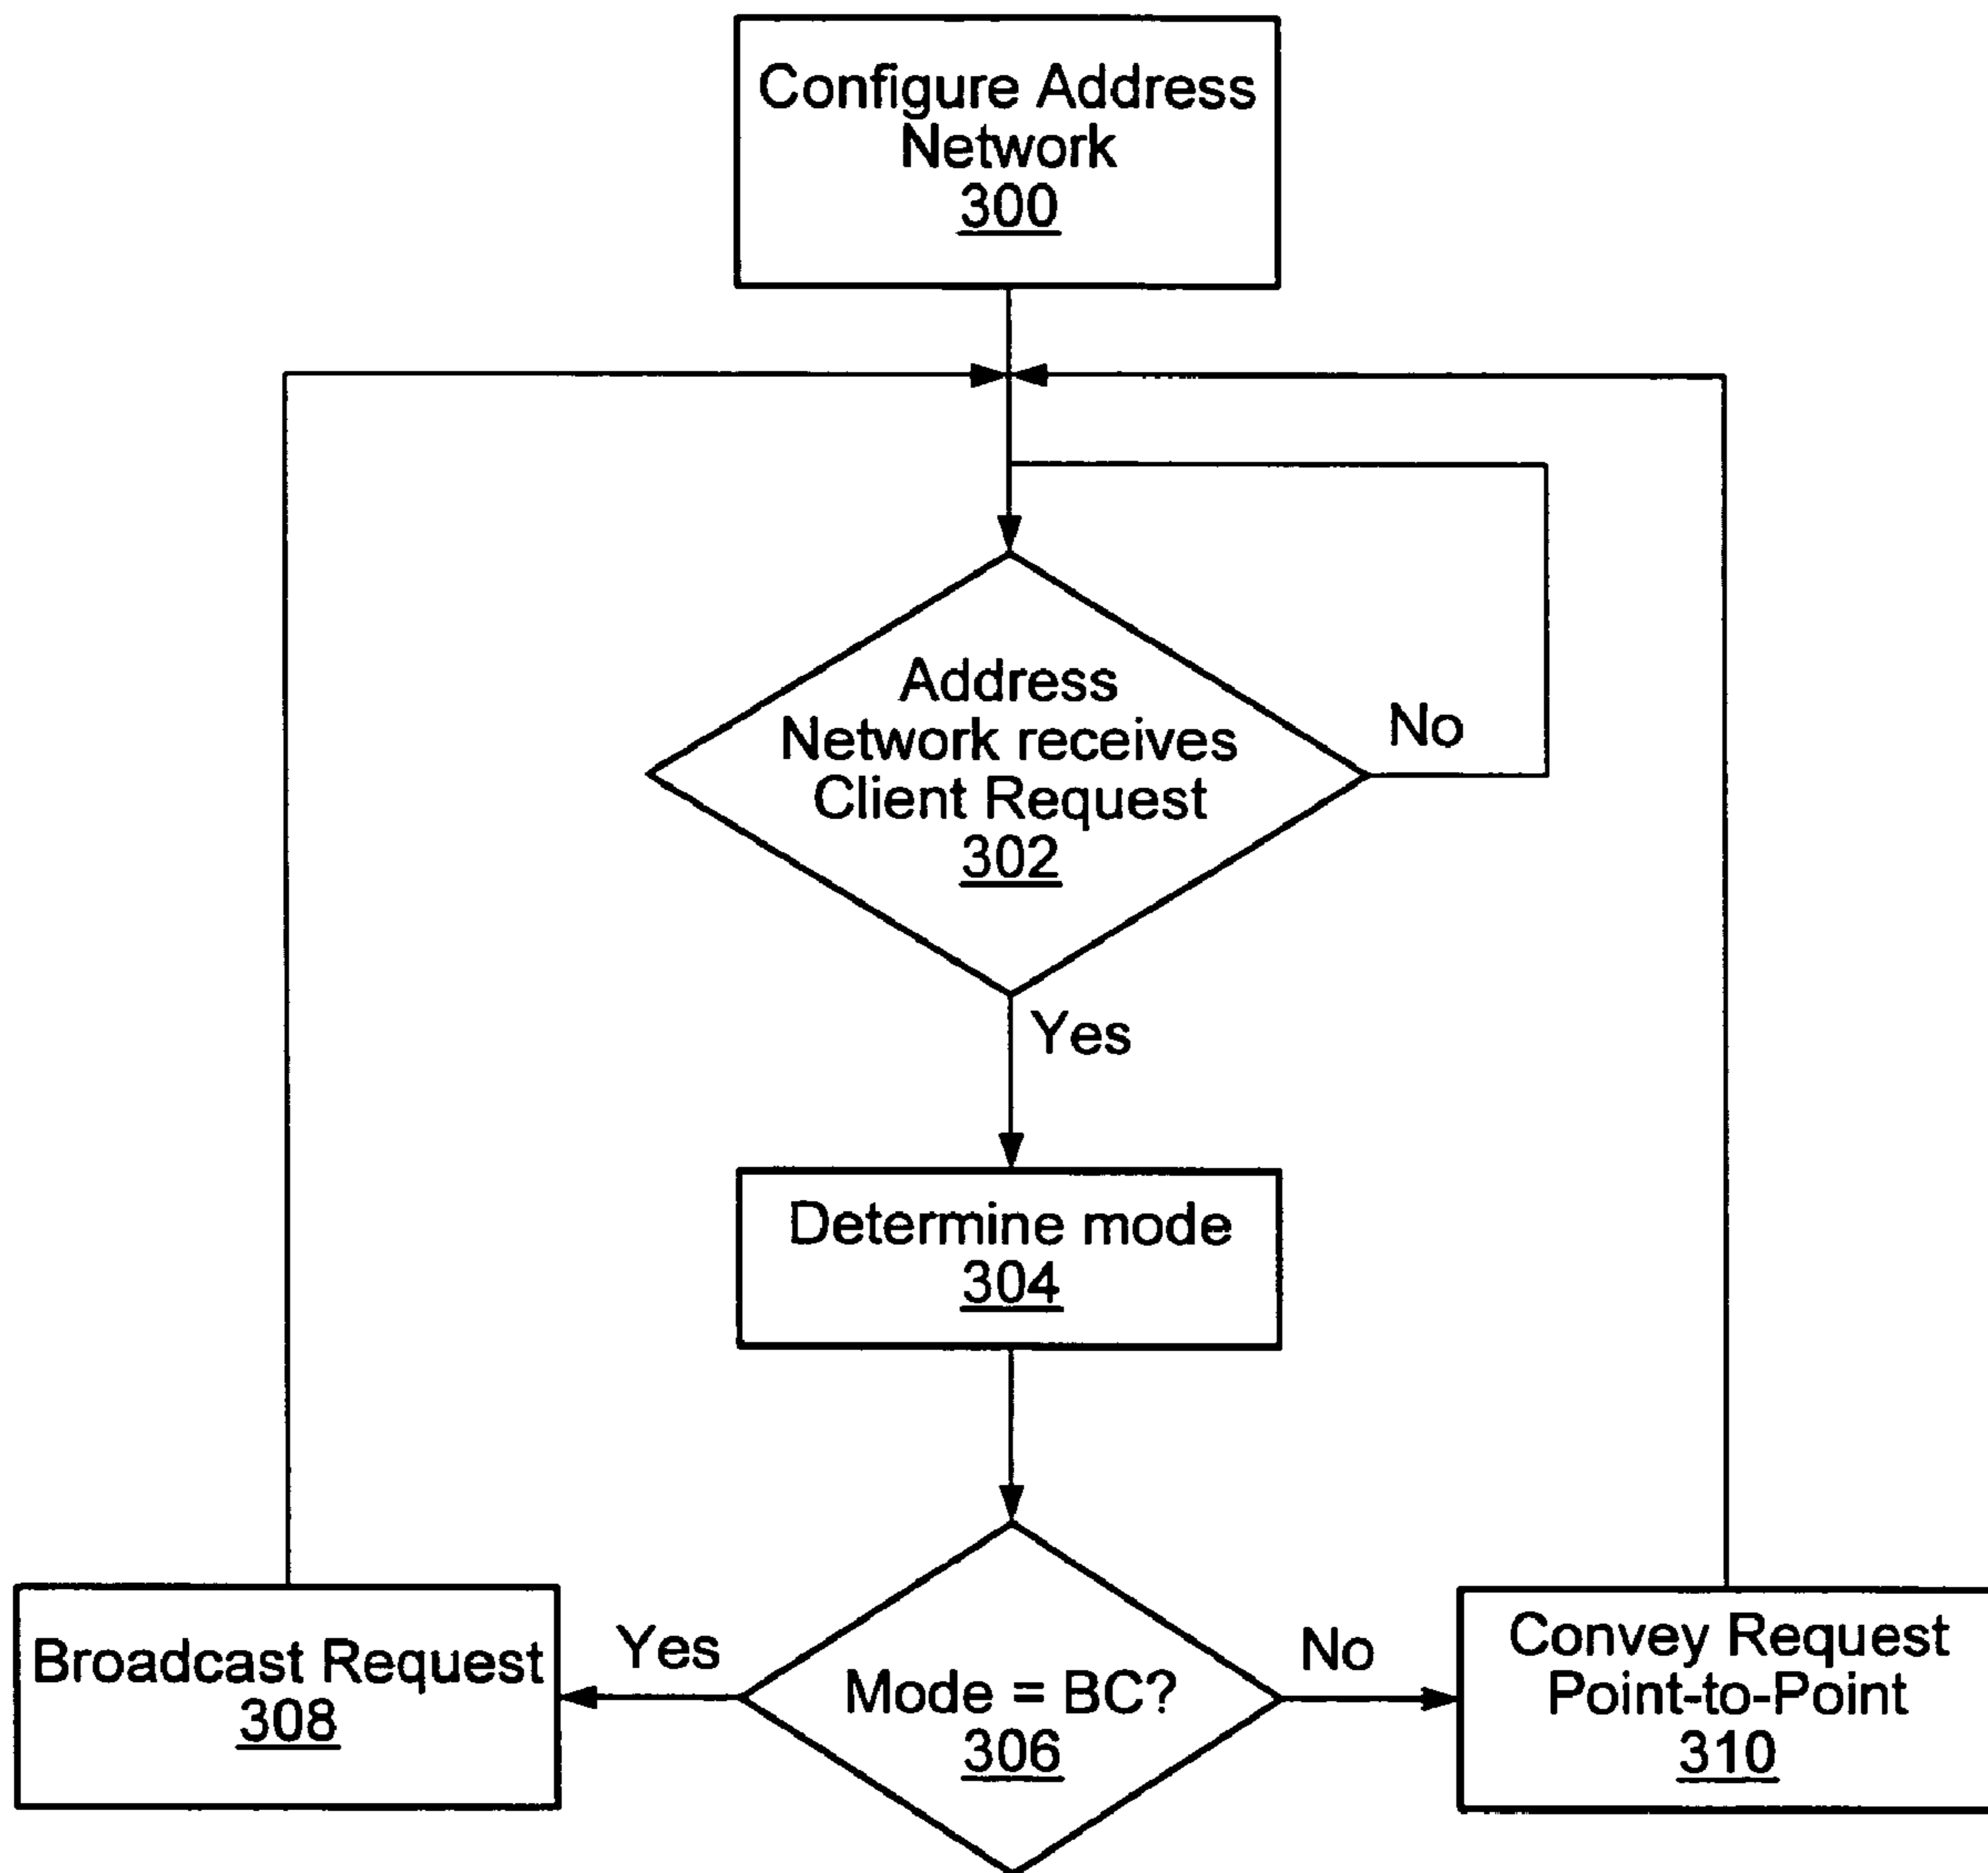 Configure Address
Network
300
Address
Network receives
Client Request
302
No
Yes
Determine mode
304
Broadcast Request
308
Yes
Mode = BC?
306
No
Convey Request
Point-to-Point
310